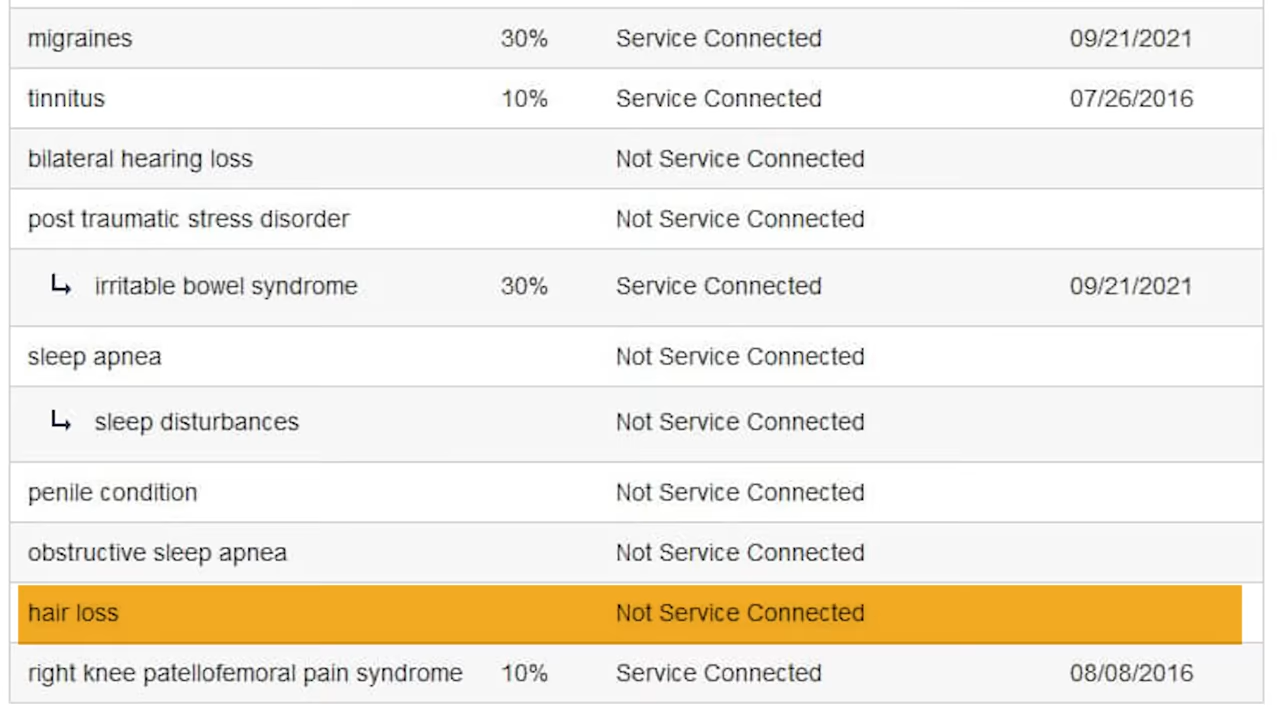 migraines 30% Service Connected 09/21/2021
tinnitus 10% Service Connected 07/26/2016
bilateral hearing loss Not Service Connected
post traumatic stress disorder Not Service Connected
irritable bowel syndrome 30% Service Connected 09/21/2021
sleep apnea Not Service Connected
sleep disturbances Not Service Connected
penile condition Not Service Connected
obstructive sleep apnea Not Service Connected
hair loss Not Service Connected
right knee patellofemoral pain syndrome 10% Service Connected 08/08/2016